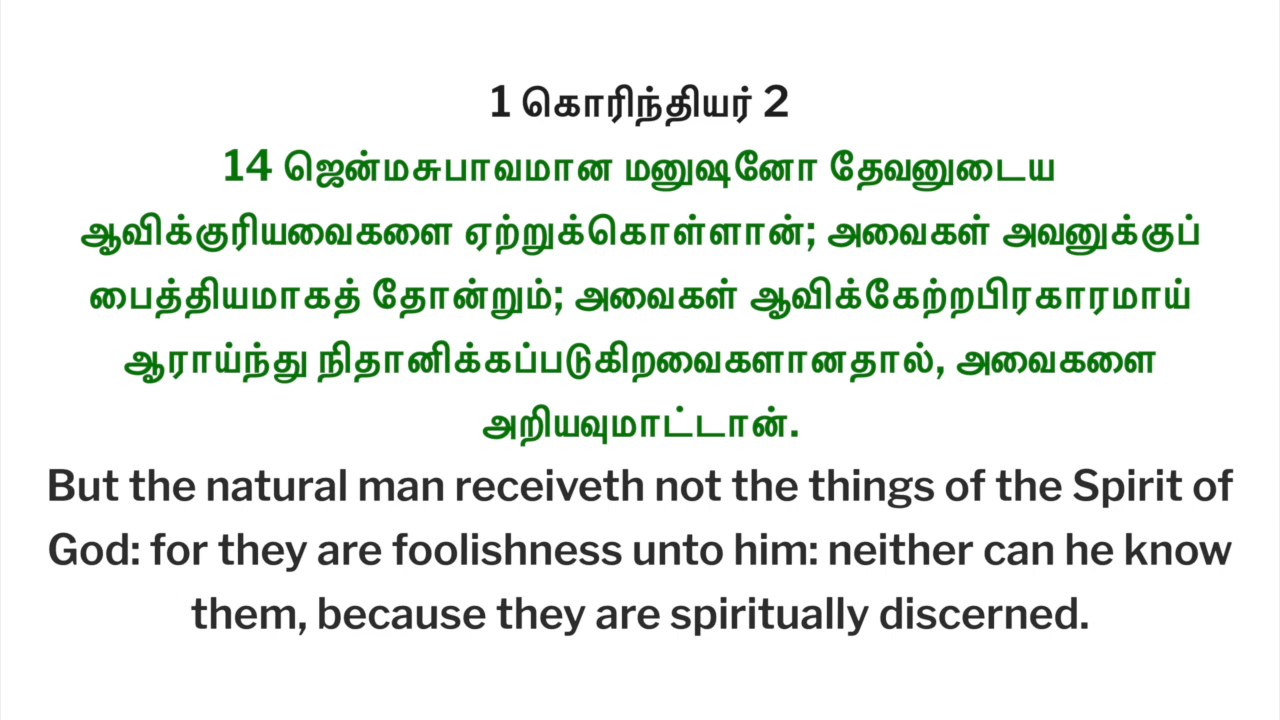 1 கொரிந்தியர் 2
14 ஜென்மசுபாவமான மனுஷனோ தேவனுடைய
ஆவிக்குரியவைகளை ஏற்றுக்கொள்ளான்; அவைகள் அவனுக்குப்
பைத்தியமாகத் தோன்றும்; அவைகள் ஆவிக்கேற்றபிரகாரமாய்
ஆராய்ந்து நிதானிக்கப்படுகிறவைகளானதால், அவைகளை
அறியவுமாட்டான்.
But the natural man receiveth not the things of the Spirit of
God: for they are foolishness unto him: neither can he know
them, because they are spiritually discerned.